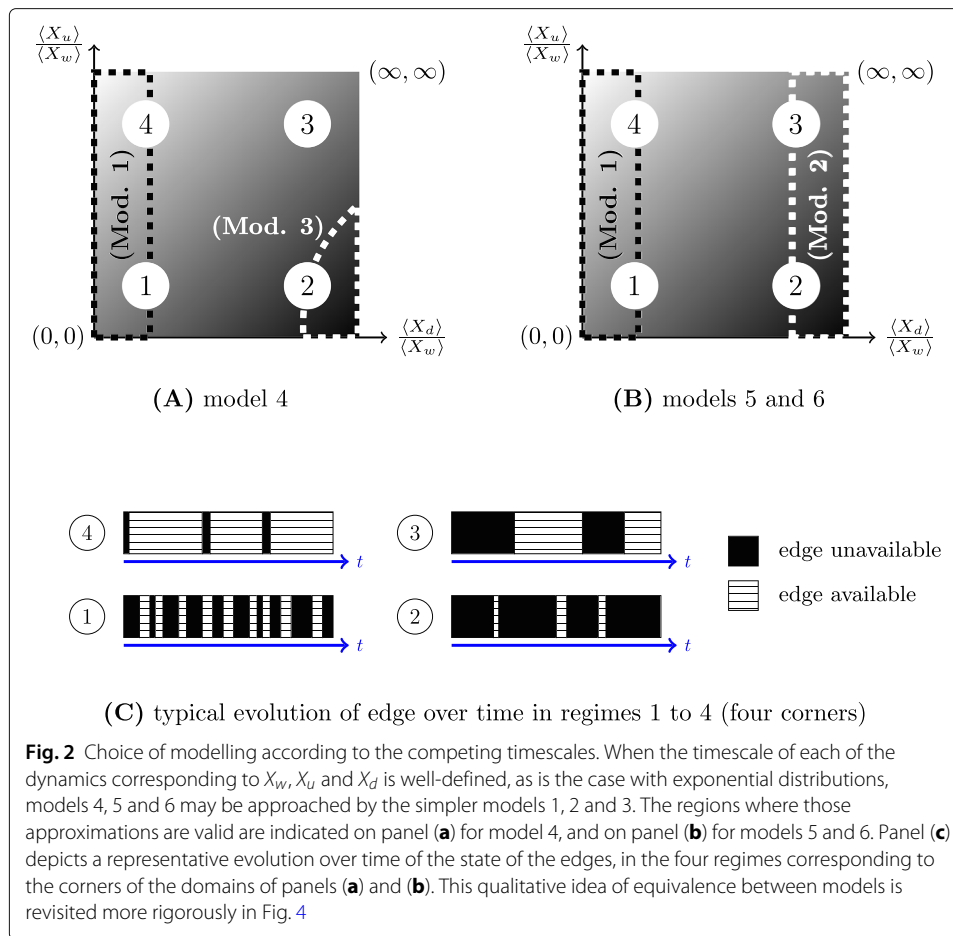 ⟨X_u⟩/⟨X_w⟩
(∞, ∞)
4
3
(Mod. 1)
(Mod. 3)
1
2
(0, 0)
⟨X_d⟩/⟨X_w⟩
(A) model 4
⟨X_u⟩/⟨X_w⟩
(∞, ∞)
4
3
(Mod. 1)
(Mod. 2)
1
2
(0, 0)
⟨X_d⟩/⟨X_w⟩
(B) models 5 and 6
4
t
3
t
edge unavailable
1
t
2
t
edge available
(C) typical evolution of edge over time in regimes 1 to 4 (four corners)
Fig. 2 Choice of modelling according to the competing timescales. When the timescale of each of the
dynamics corresponding to X_w, X_u and X_d is well-defined, as is the case with exponential distributions,
models 4, 5 and 6 may be approached by the simpler models 1, 2 and 3. The regions where those
approximations are valid are indicated on panel (a) for model 4, and on panel (b) for models 5 and 6. Panel (c)
depicts a representative evolution over time of the state of the edges, in the four regimes corresponding to
the corners of the domains of panels (a) and (b). This qualitative idea of equivalence between models is
revisited more rigorously in Fig. 4